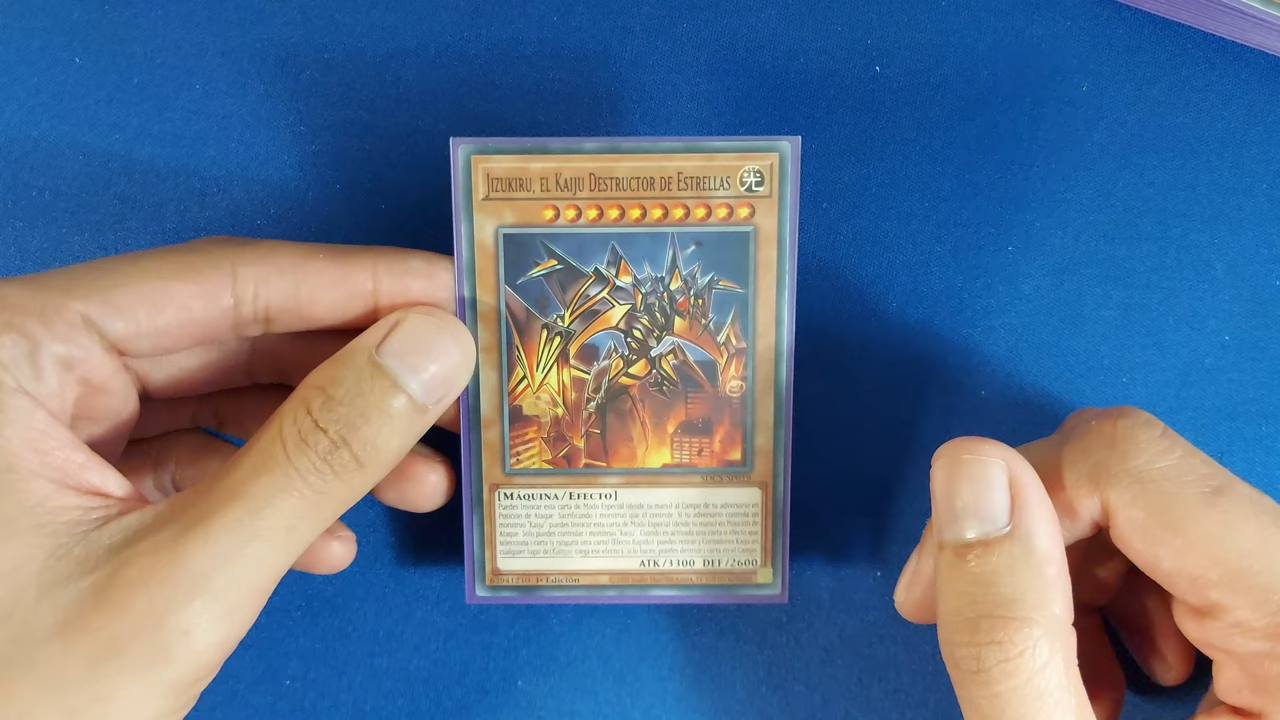 Jizukiru, el Kaiju Destructor de Estrellas 光
SDCS-SP018
[Máquina/Efecto]
Puedes Invocar esta carta de Modo Especial (desde tu mano) al Campo de tu adversario en
Posición de Ataque, Sacrificando 1 monstruo que él controle. Si tu adversario controla un
monstruo "Kaiju", puedes Invocar esta carta de Modo Especial (desde tu mano) en Posición de
Ataque. Sólo puedes controlar 1 monstruo "Kaiju". Cuando es activada una carta o efecto que
selecciona 1 carta (y ninguna otra carta) (Efecto Rápido): puedes retirar 3 Contadores Kaiju en
cualquier lugar del Campo; niega ese efecto y, si lo haces, puedes destruir 1 carta en el Campo.
ATK/3300 DEF/2600
63941210 1ª Edición